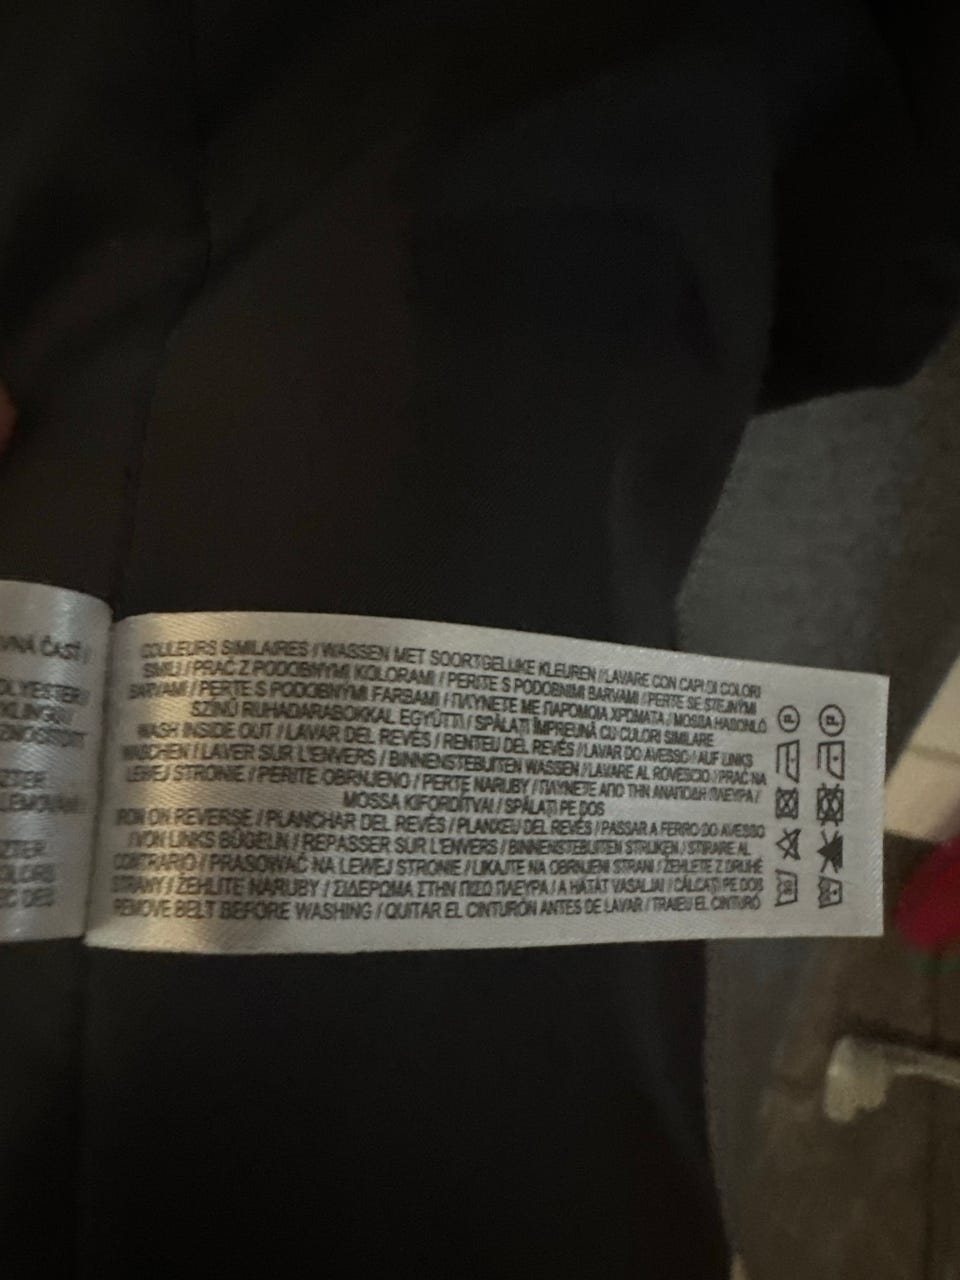 VNÁ ČASŤ /
COULEURS SIMILAIRES / WASSEN MET SOORTGELIJKE KLEUREN / LAVARE CON CAPI DI COLORI
SIMILI / PRAĆ Z PODOBNYMI KOLORAMI / PERITE S PODOBNIMI BARVAMI / PERTE SE STEJNÝMI
BARVAMI / PERTE S PODOBNÝMI FARBAMI / ΠΛΥΝΕΤΕ ΜΕ ΠΑΡΟΜΟΙΑ ΧΡΩΜΑΤΑ / MOSSA HASONLÓ
SZÍNŰ RUHADARABOKKAL EGYÜTT! / SPĂLAȚI ÎMPREUNĂ CU CULORI SIMILARE
WASH INSIDE OUT / LAVAR DEL REVÉS / RENTEU DEL REVÉS / LAVAR DO AVESSO / AUF LINKS
WASCHEN / LAVER SUR L'ENVERS / BINNENSTEBUITEN WASSEN / LAVARE AL ROVESCIO / PRAĆ NA
LEWEJ STRONIE / PERITE OBRNJENO / PERTE NARUBY / ΠΛΥΝΕΤΕ ΑΠΟ ΤΗΝ ΑΝΑΠΟΔΗ ΠΛΕΥΡΑ /
MOSSA KIFORDÍTVA! / SPĂLAȚI PE DOS
IRON ON REVERSE / PLANCHAR DEL REVÉS / PLANXEU DEL REVÉS / PASSAR A FERRO DO AVESSO
/ VON LINKS BÜGELN / REPASSER SUR L'ENVERS / BINNENSTEBUITEN STRIJKEN / STIRARE AL
CONTRARIO / PRASOWAĆ NA LEWEJ STRONIE / LIKAJTE NA OBRNJENI STRANI / ŽEHLETE Z DRUHÉ
STRANY / ŽEHLITE NARUBY / ΣΙΔΕΡΩΜΑ ΣΤΗΝ ΠΙΣΩ ΠΛΕΥΡΑ / A HÁTÁT VASALJA! / CĂLCAȚI PE DOS
REMOVE BELT BEFORE WASHING / QUITAR EL CINTURÓN ANTES DE LAVAR / TRAIEU EL CINTURÓ